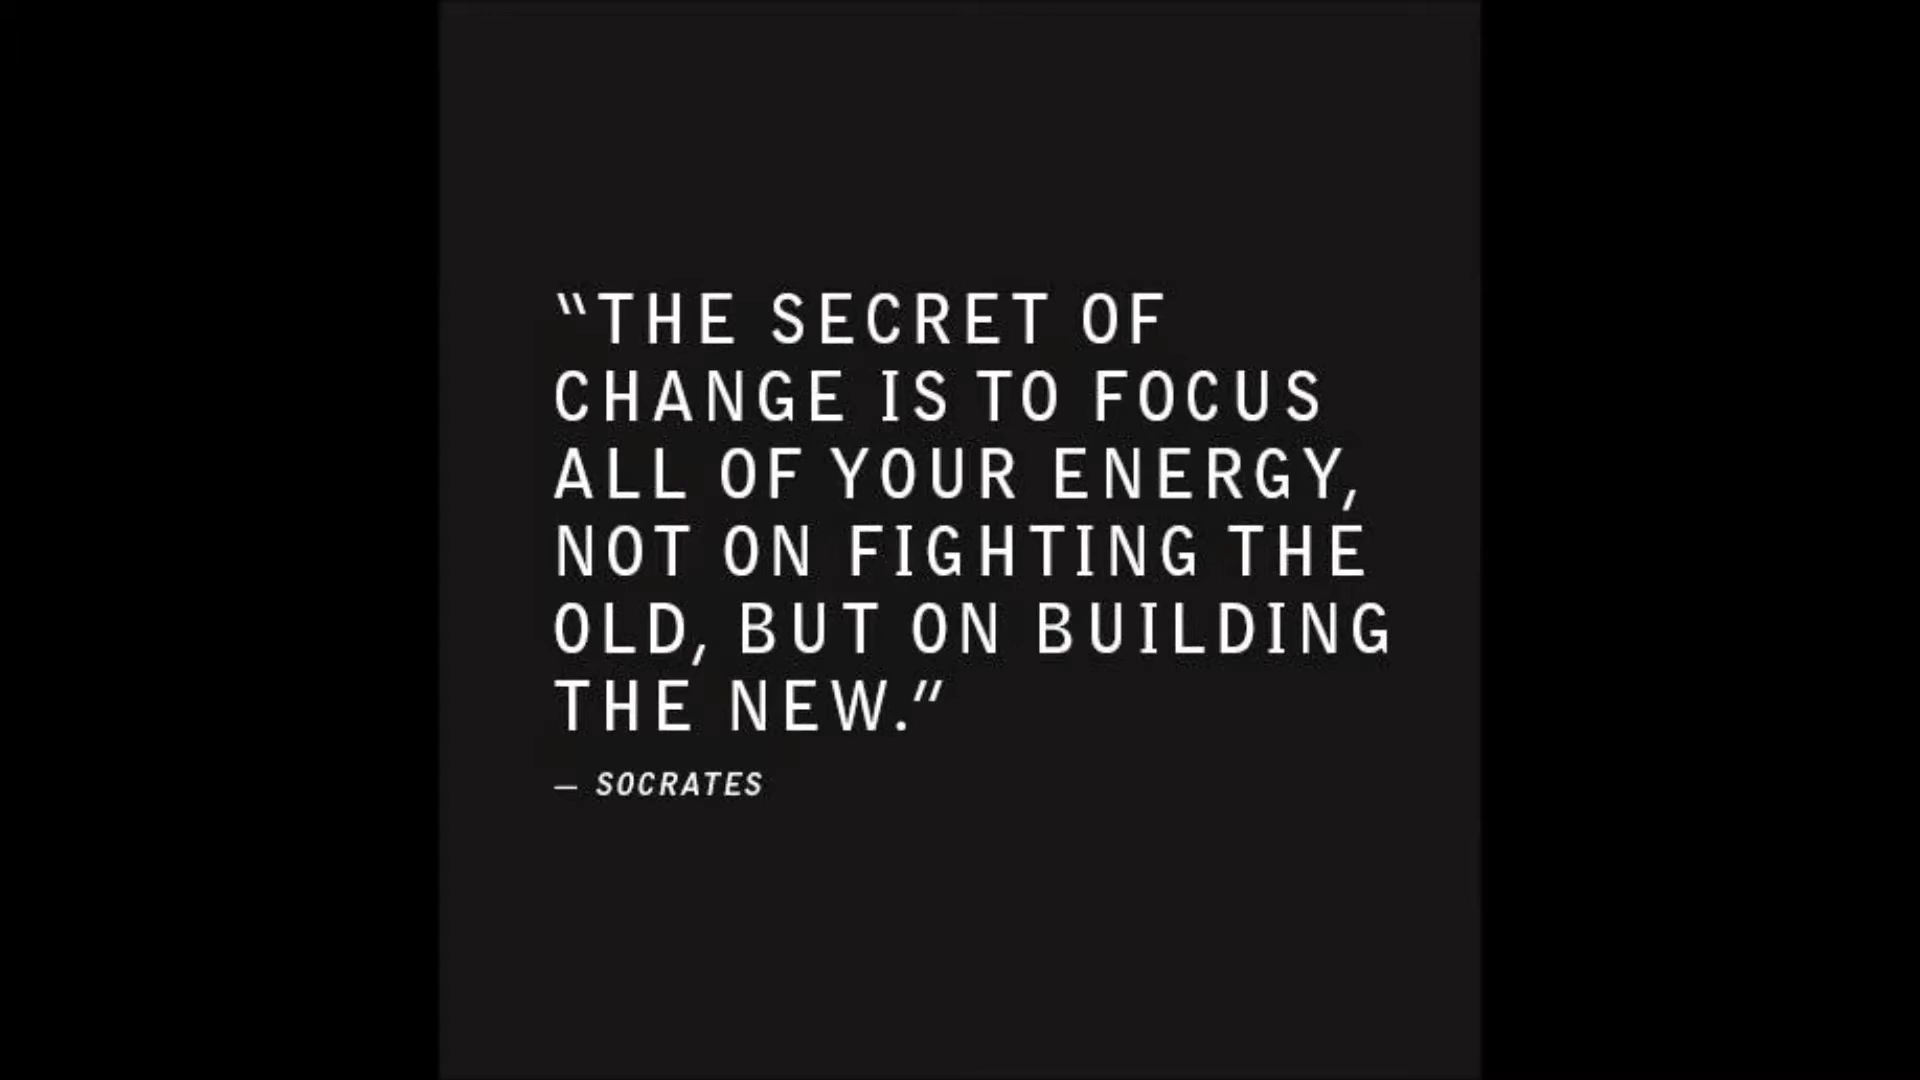 “THE SECRET OF
CHANGE IS TO FOCUS
ALL OF YOUR ENERGY,
NOT ON FIGHTING THE
OLD, BUT ON BUILDING
THE NEW.”
— SOCRATES